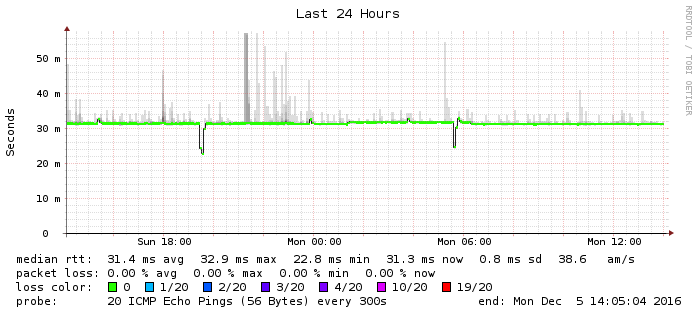 Last 24 Hours
RRDTOOL / TOBI OETIKER
Seconds
50 m
40 m
30 m
20 m
10 m
0
Sun 18:00 Mon 00:00 Mon 06:00 Mon 12:00
median rtt: 31.4 ms avg 32.9 ms max 22.8 ms min 31.3 ms now 0.8 ms sd 38.6 am/s
packet loss: 0.00 % avg 0.00 % max 0.00 % min 0.00 % now
loss color: 0 1/20 2/20 3/20 4/20 10/20 19/20
probe: 20 ICMP Echo Pings (56 Bytes) every 300s end: Mon Dec 5 14:05:04 2016